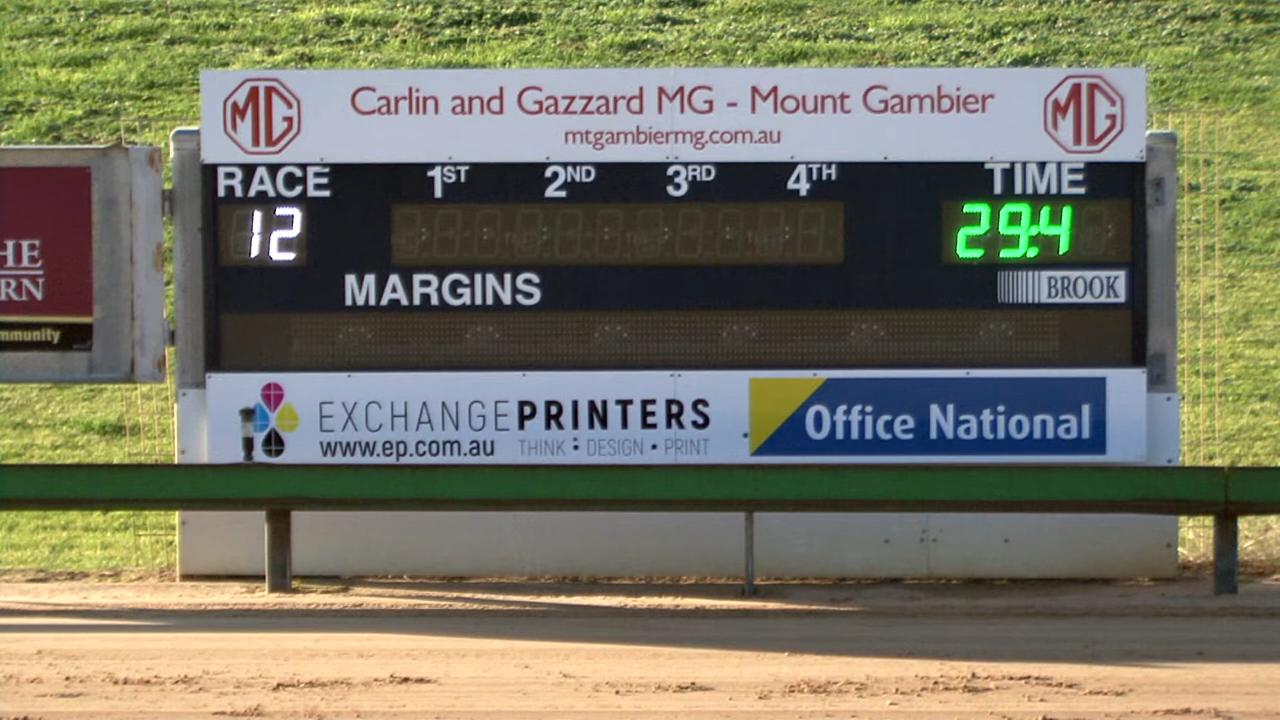 MG Carlin and Gazzard MG - Mount Gambier MG
mtgambiermg.com.au
RACE 1ST 2ND 3RD 4TH TIME
12 29.4
MARGINS BROOK
HE
RN
mmunity
EXCHANGEPRINTERS
www.ep.com.au THINK : DESIGN • PRINT
Office National